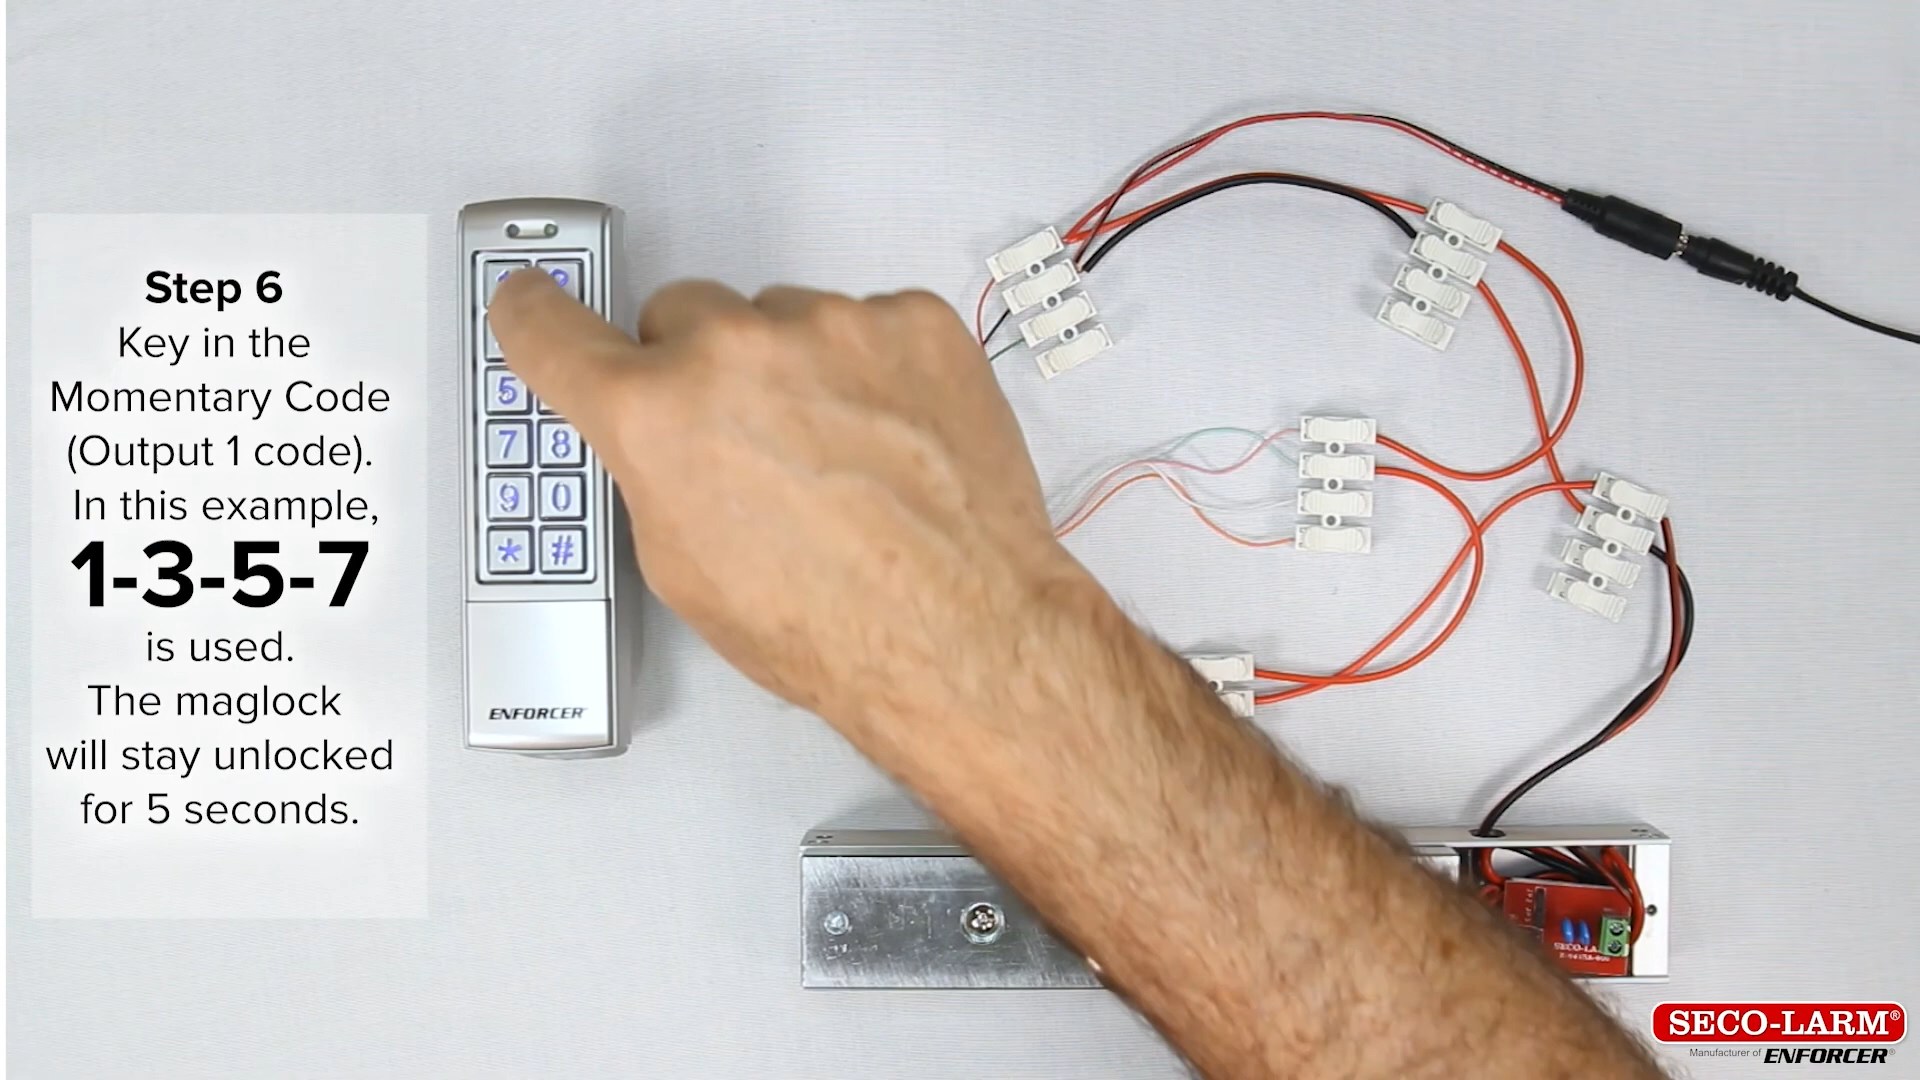 Step 6
Key in the
Momentary Code
(Output 1 code).
In this example,
1-3-5-7
is used.
The maglock
will stay unlocked
for 5 seconds.
5
7 8
9 0
* #
ENFORCER
SECO-LARM®
Manufacturer of ENFORCER®